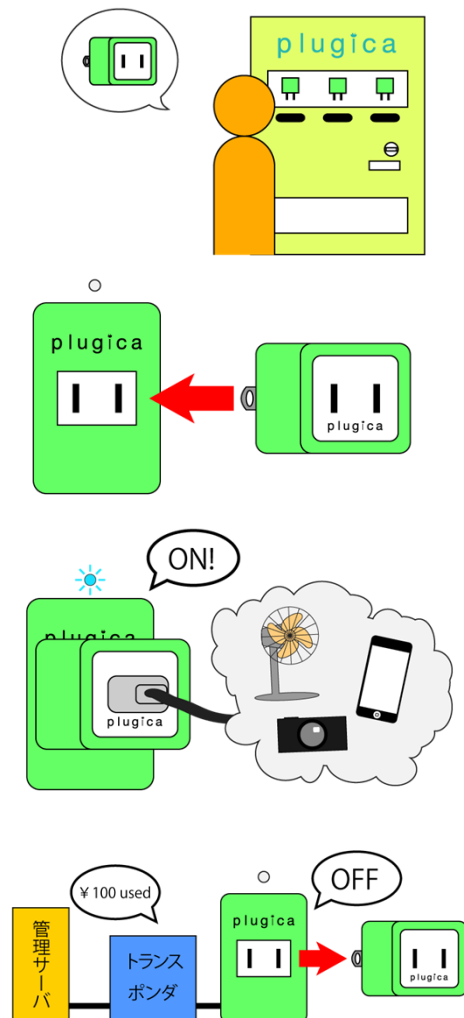 plugica
plugica
plugica
ON!
plugica
plugica
¥100 used
OFF
管理サーバ
トランス
ポンダ
plugica
plugica